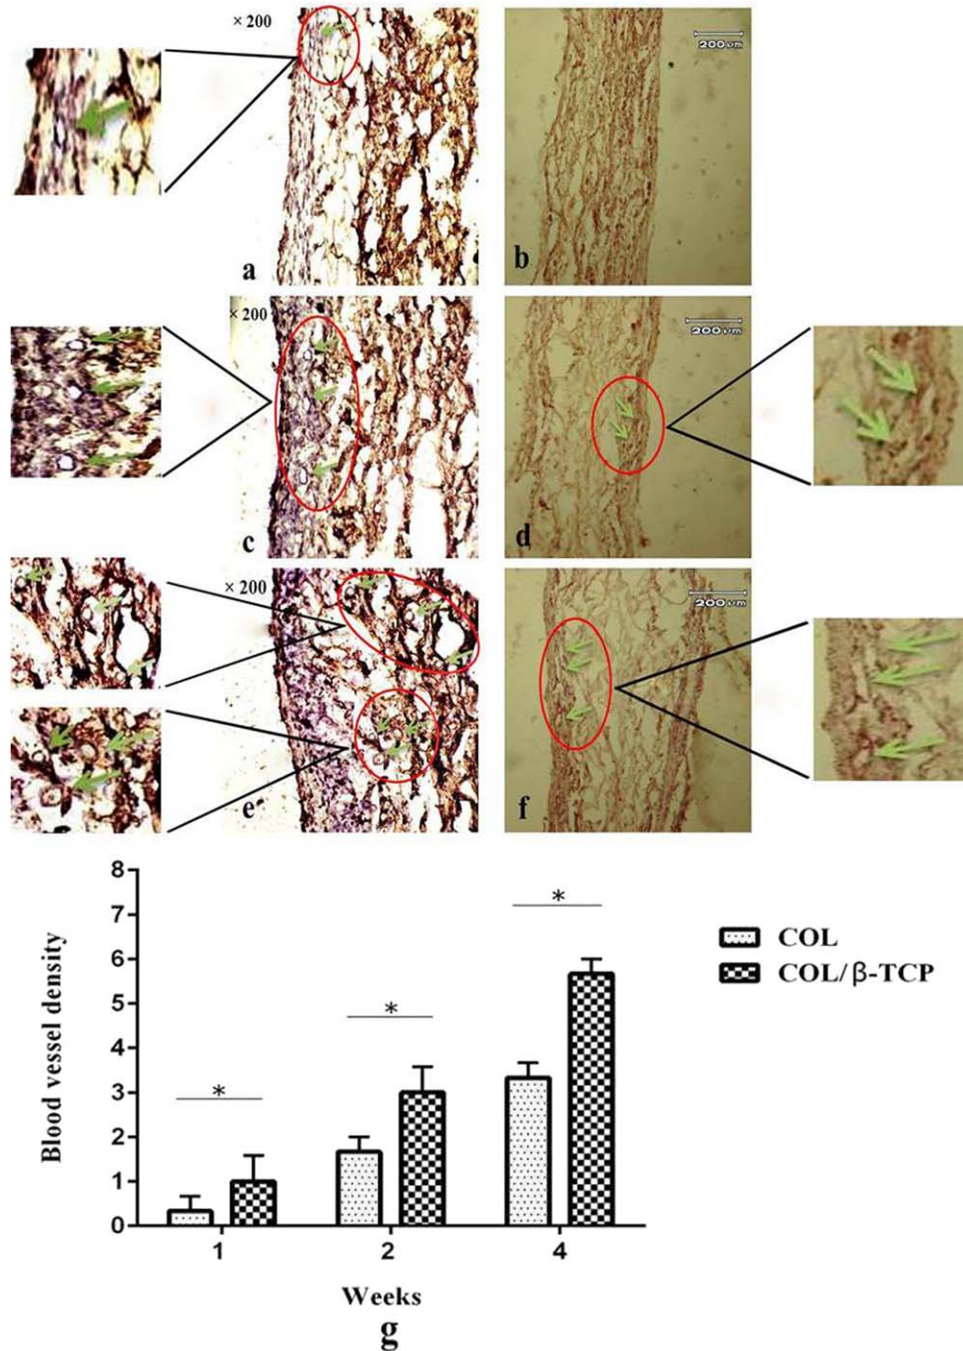 × 200
200 µm
a
b
× 200
200 µm
c
d
× 200
200 µm
e
f
8
7
6
5
4
3
2
1
0
Blood vessel density
*
*
*
COL
COL/β-TCP
1 2 4
Weeks
g